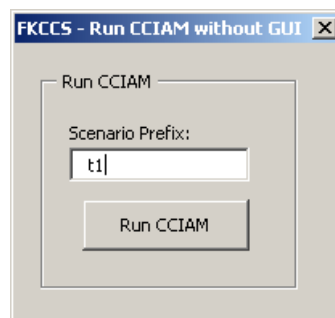 FKCCS - Run CCIAM without GUI
Run CCIAM
Scenario Prefix:
t1
Run CCIAM